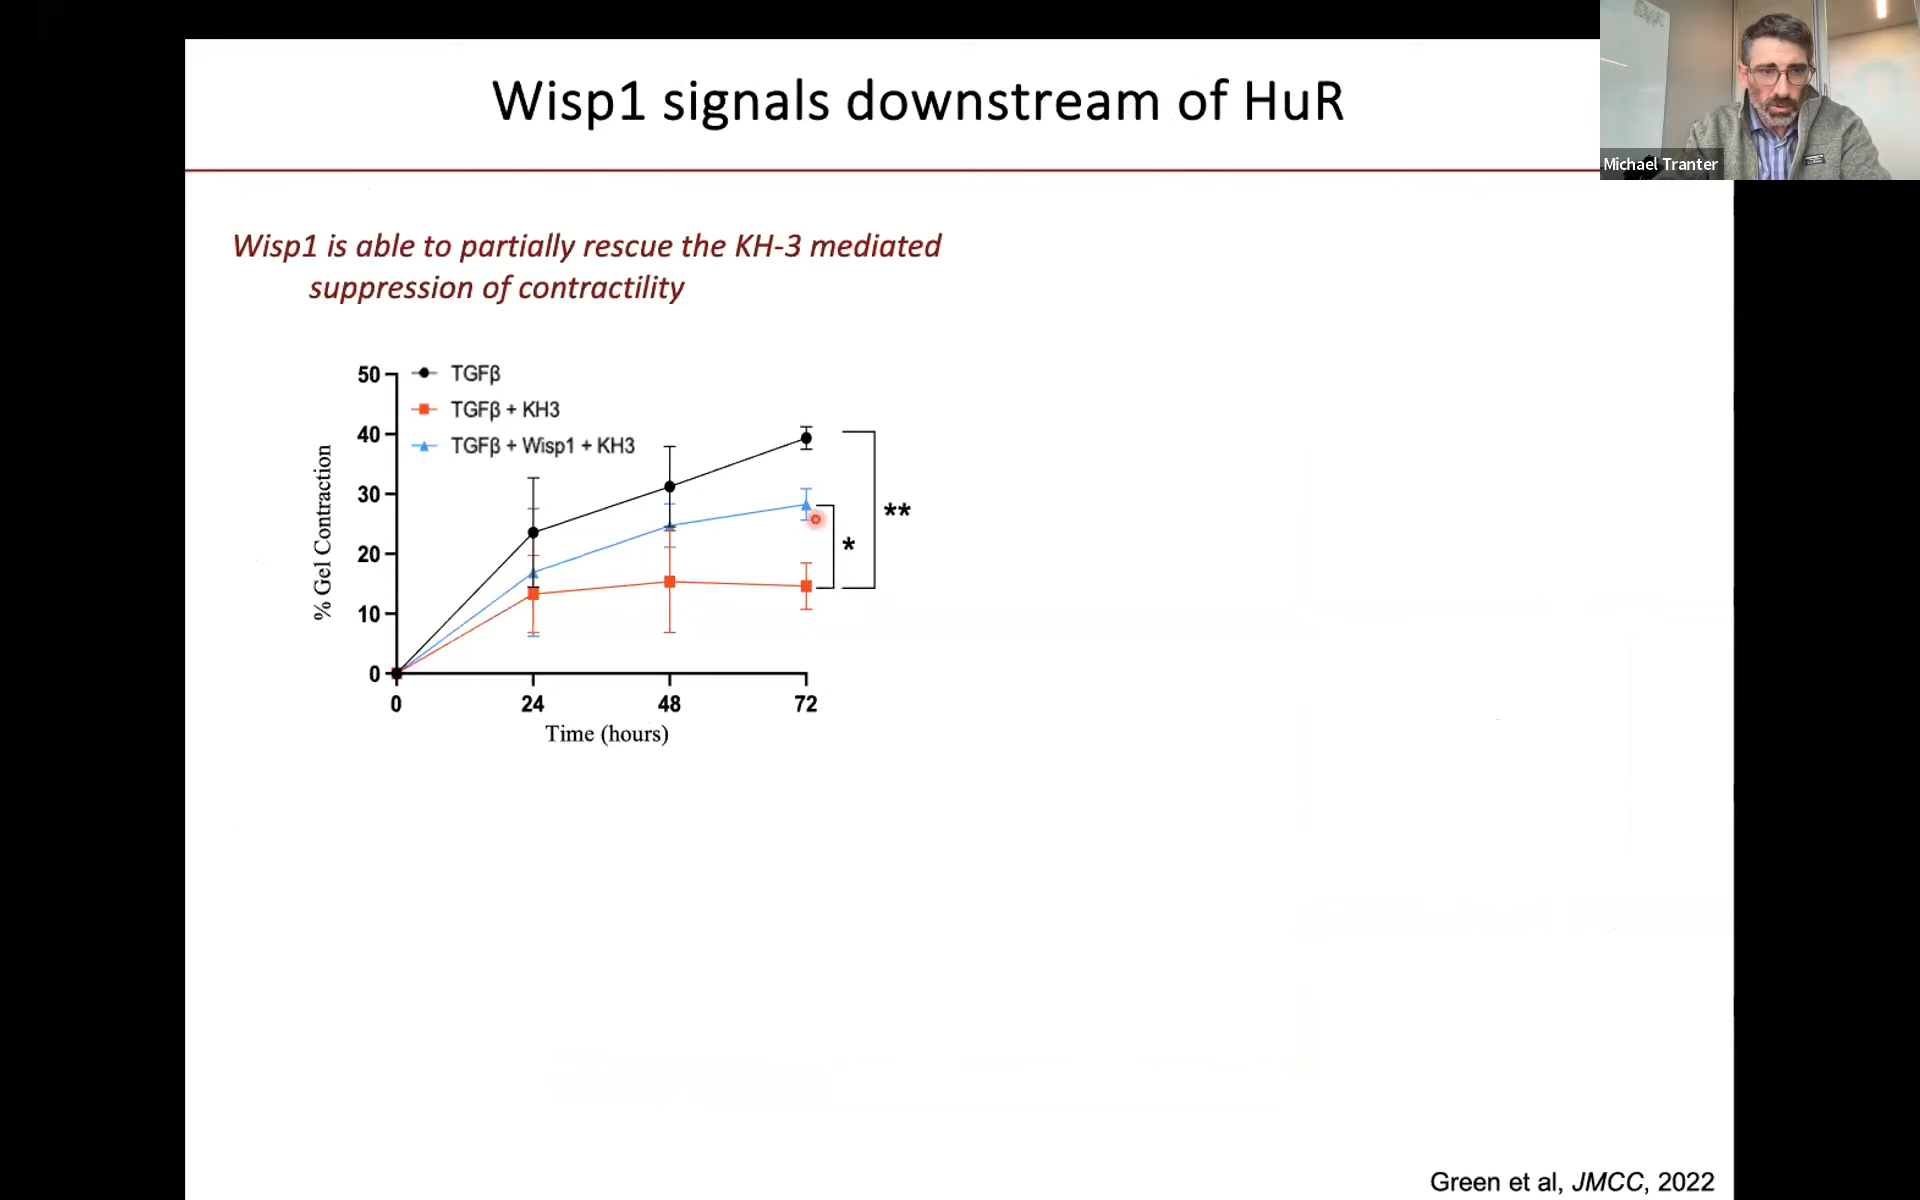 Wisp1 signals downstream of HuR
Michael Tranter
Wisp1 is able to partially rescue the KH-3 mediated
suppression of contractility
50
40
30
20
10
0
% Gel Contraction
TGFβ
TGFβ + KH3
TGFβ + Wisp1 + KH3
**
*
0 24 48 72
Time (hours)
Green et al, JMCC, 2022